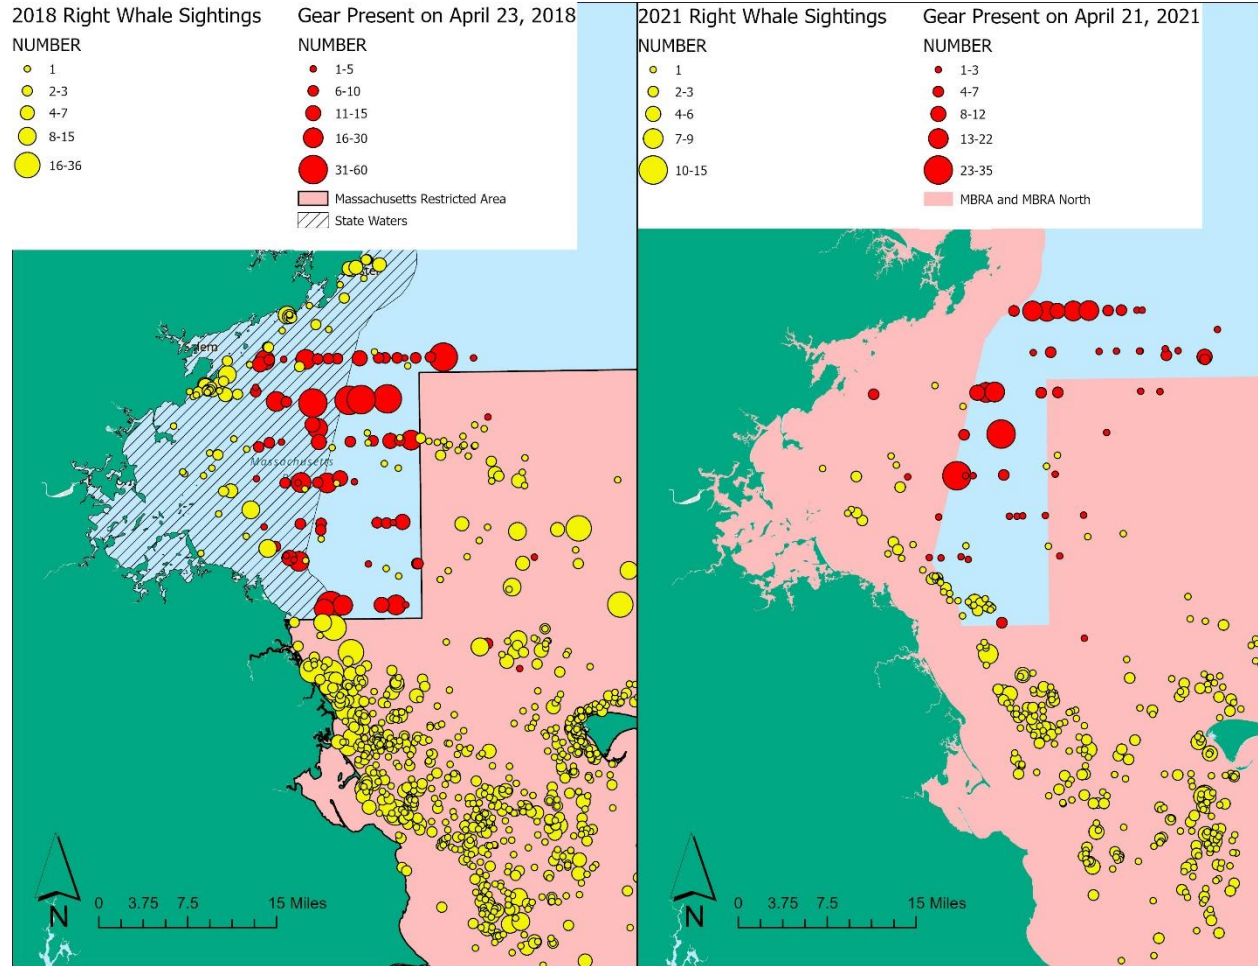 2018 Right Whale Sightings
NUMBER
1
2-3
4-7
8-15
16-36
Gear Present on April 23, 2018
NUMBER
1-5
6-10
11-15
16-30
31-60
Massachusetts Restricted Area
State Waters
Salem
Massachusetts
N
0 3.75 7.5 15 Miles
2021 Right Whale Sightings
NUMBER
1
2-3
4-6
7-9
10-15
Gear Present on April 21, 2021
NUMBER
1-3
4-7
8-12
13-22
23-35
MBRA and MBRA North
N
0 3.75 7.5 15 Miles